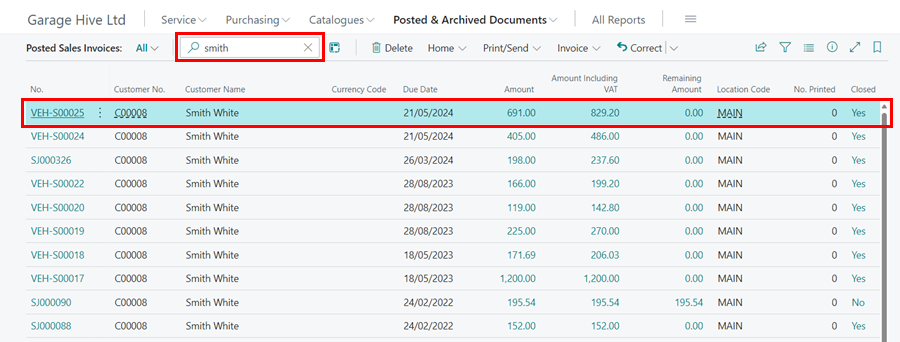 Garage Hive Ltd Service Purchasing Catalogues Posted & Archived Documents All Reports
Posted Sales Invoices: All smith Delete Home Print/Send Invoice Correct
No. Customer No. Customer Name Currency Code Due Date Amount Amount Including VAT Remaining Amount Location Code No. Printed Closed
VEH-S00025 C00008 Smith White 21/05/2024 691.00 829.20 0.00 MAIN 0 Yes
VEH-S00024 C00008 Smith White 21/05/2024 405.00 486.00 0.00 MAIN 0 Yes
SJ000326 C00008 Smith White 26/03/2024 198.00 237.60 0.00 MAIN 0 Yes
VEH-S00022 C00008 Smith White 28/08/2023 166.00 199.20 0.00 MAIN 0 Yes
VEH-S00020 C00008 Smith White 28/08/2023 119.00 142.80 0.00 MAIN 0 Yes
VEH-S00019 C00008 Smith White 28/08/2023 225.00 270.00 0.00 MAIN 0 Yes
VEH-S00018 C00008 Smith White 18/05/2023 171.69 206.03 0.00 MAIN 0 Yes
VEH-S00017 C00008 Smith White 18/05/2023 1,200.00 1,200.00 0.00 MAIN 0 Yes
SJ000090 C00008 Smith White 24/02/2022 195.54 195.54 195.54 MAIN 0 No
SJ000088 C00008 Smith White 24/02/2022 152.00 152.00 0.00 MAIN 0 Yes